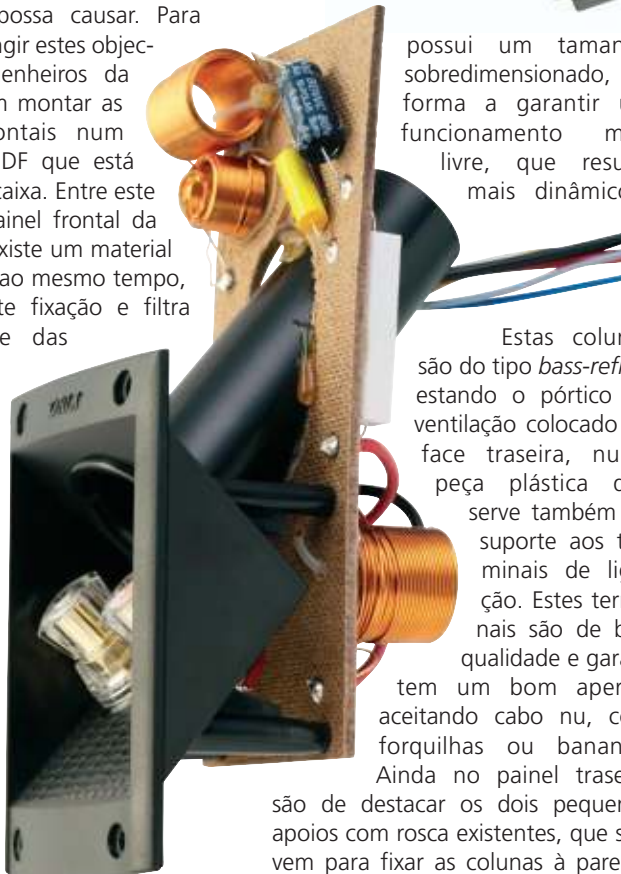 possa causar. Para
gir estes objec-
enheiros da
m montar as
ontais num
DF que está
caixa. Entre este
ainel frontal da
xiste um material
ao mesmo tempo,
te fixação e filtra
e das
possui um taman
sobredimensionado,
forma a garantir u
funcionamento m
livre, que resu
mais dinâmico
Estas colun
são do tipo bass-refl
estando o pórtico
ventilação colocado
face traseira, nu
peça plástica q
serve também
suporte aos t
minais de lig
ção. Estes teri
nais são de b
qualidade e gara
tem um bom aper
aceitando cabo nu, co
forquilhas ou banan
Ainda no painel trase
são de destacar os dois pequen
apoios com rosca existentes, que s
vem para fixar as colunas à pare